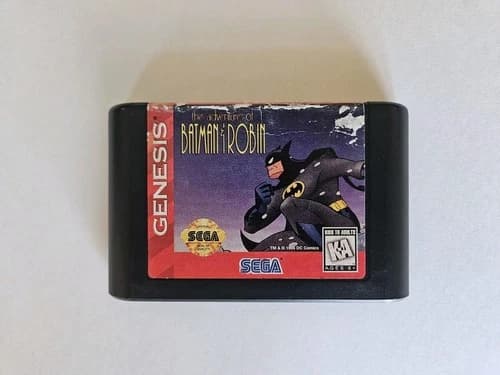 GENESIS
the adventures of
BATMAN & ROBIN
SEGA
TM & © 1995 DC Comics
SEGA
KIDS TO ADULTS
K-A
AGES 6+